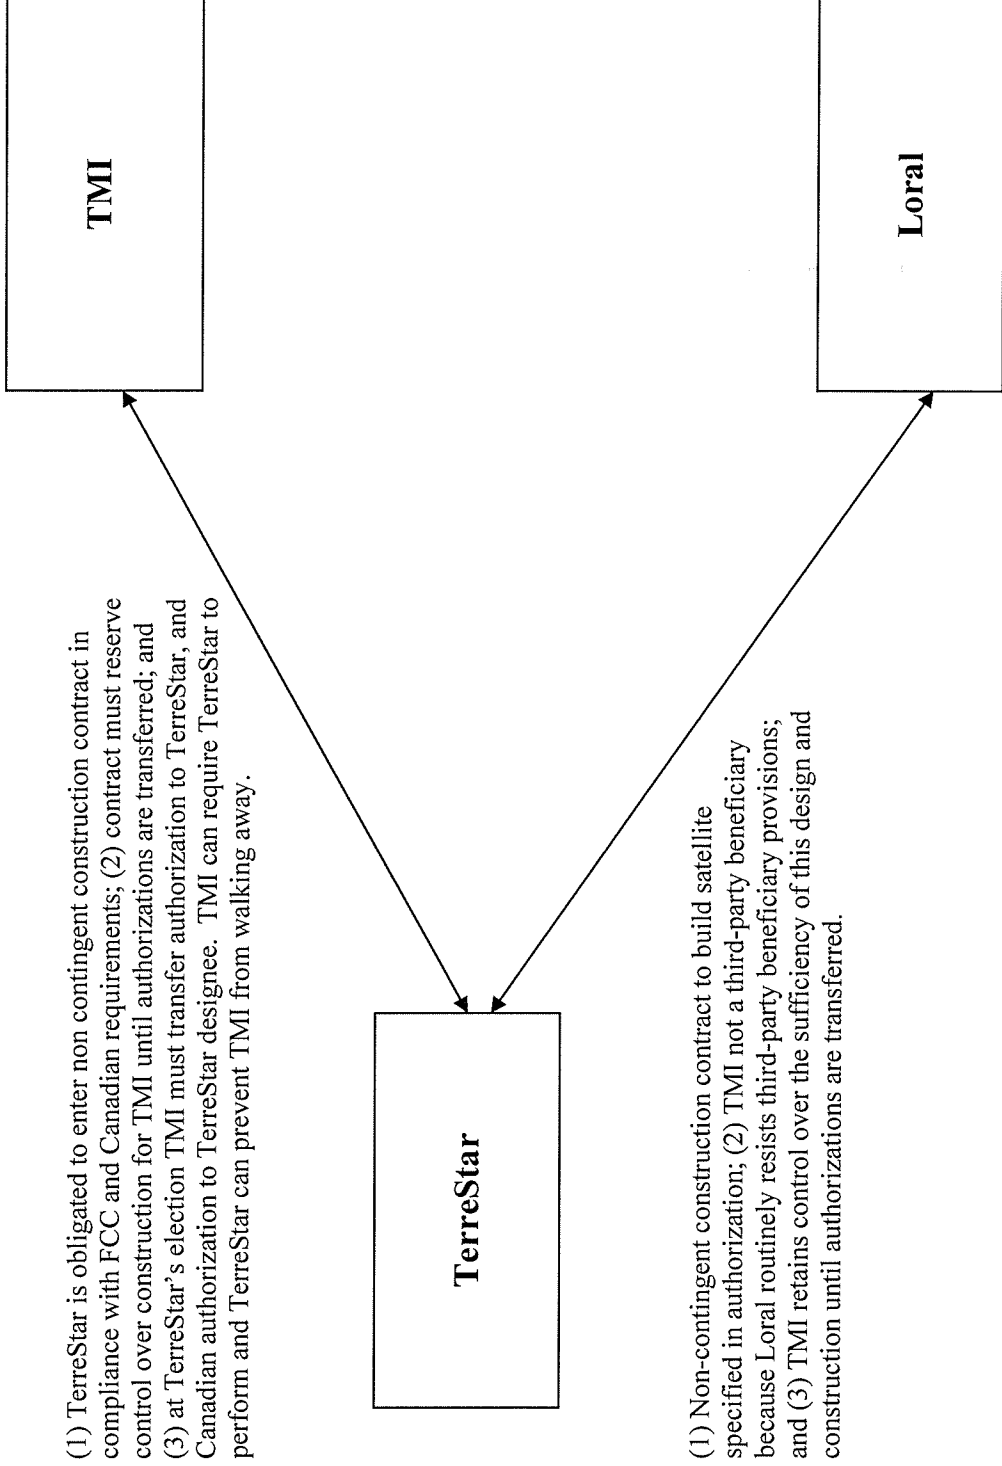 (1) TerreStar is obligated to enter non contingent construction contract in
compliance with FCC and Canadian requirements; (2) contract must reserve
control over construction for TMI until authorizations are transferred; and
(3) at TerreStar's election TMI must transfer authorization to TerreStar, and
Canadian authorization to TerreStar designee. TMI can require TerreStar to
perform and TerreStar can prevent TMI from walking away.
TMI
TerreStar
Loral
(1) Non-contingent construction contract to build satellite
specified in authorization; (2) TMI not a third-party beneficiary
because Loral routinely resists third-party beneficiary provisions;
and (3) TMI retains control over the sufficiency of this design and
construction until authorizations are transferred.